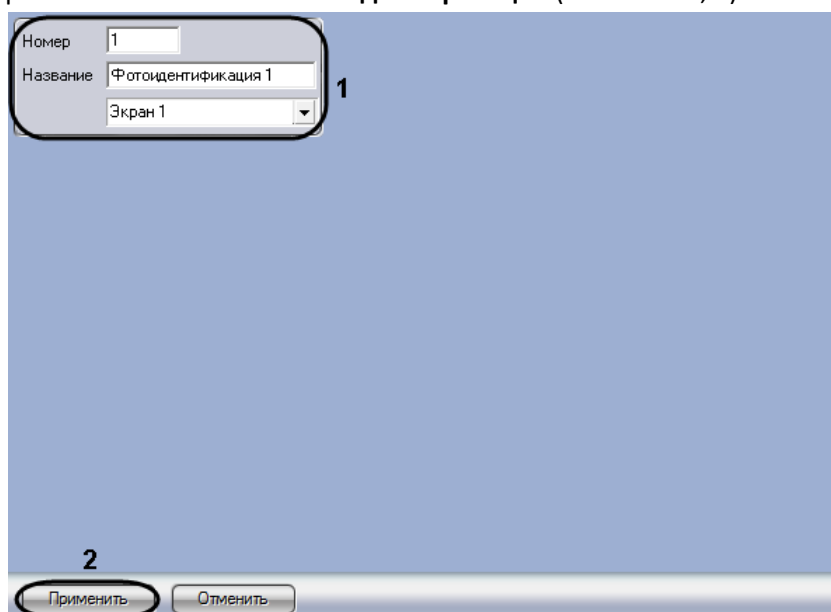 Номер 1
Название Фотоидентификация 1
1
Экран 1
2
Применить Отменить